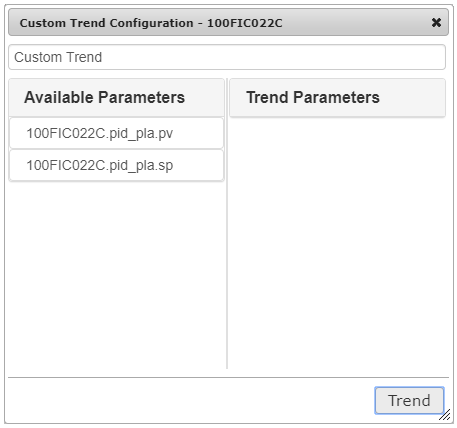 Custom Trend Configuration - 100FIC022C
Custom Trend
Available Parameters
Trend Parameters
100FIC022C.pid_pla.pv
100FIC022C.pid_pla.sp
Trend